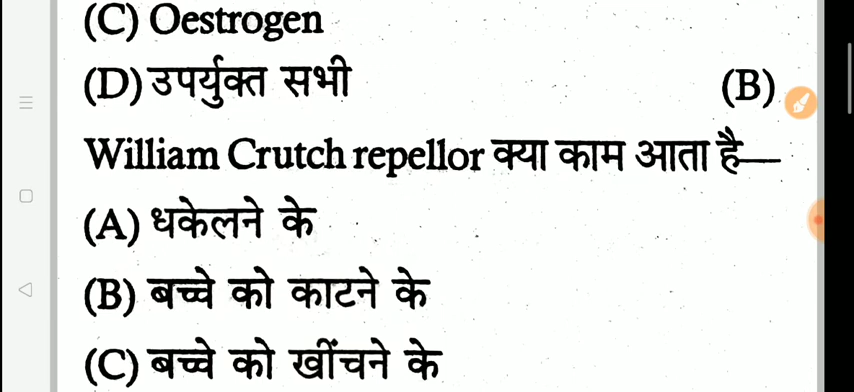 (C) Oestrogen
(D) उपर्युक्त सभी (B)
William Crutch repellor क्या काम आता है—
(A) धकेलने के
(B) बच्चे को काटने के
(C) बच्चे को खींचने के